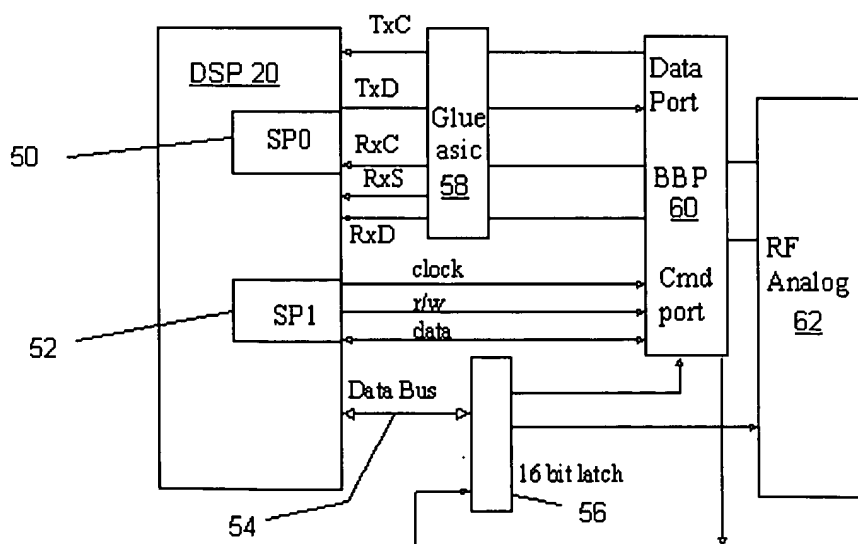 TxC
DSP 20
TxD
Data
Port
SP0
Glue
asic
58
50
RxC
RxS
RxD
BBP
60
RF
Analog
62
clock
Cmd
port
SP1
r/w
data
52
Data Bus
16 bit latch
54
56